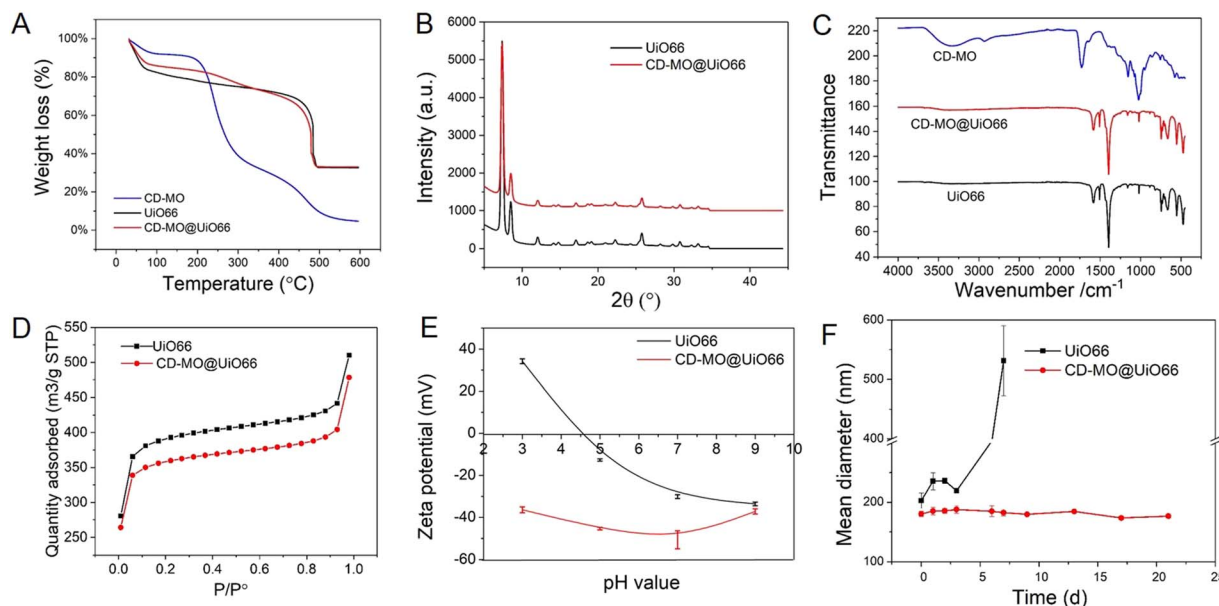 A
100%
80%
60%
40%
20%
0%
Weight loss (%)
CD-MO
UiO66
CD-MO@UiO66
0 100 200 300 400 500 600
Temperature (°C)
B
6000
5000
4000
3000
2000
1000
0
Intensity (a.u.)
UiO66
CD-MO@UiO66
10 20 30 40
2θ (°)
C
240
220
200
180
160
140
120
100
80
60
40
Transmittance
CD-MO
CD-MO@UiO66
UiO66
4000 3500 3000 2500 2000 1500 1000 500
Wavenumber /cm-1
D
550
500
450
400
350
300
250
Quantity adsorbed (m3/g STP)
UiO66
CD-MO@UiO66
0.0 0.2 0.4 0.6 0.8 1.0
P/P°
E
40
20
-20
-40
-60
Zeta potential (mV)
UiO66
CD-MO@UiO66
2 3 4 5 6 7 8 9 10
pH value
F
600
500
400
200
100
Mean diameter (nm)
UiO66
CD-MO@UiO66
0 5 10 15 20 25
Time (d)